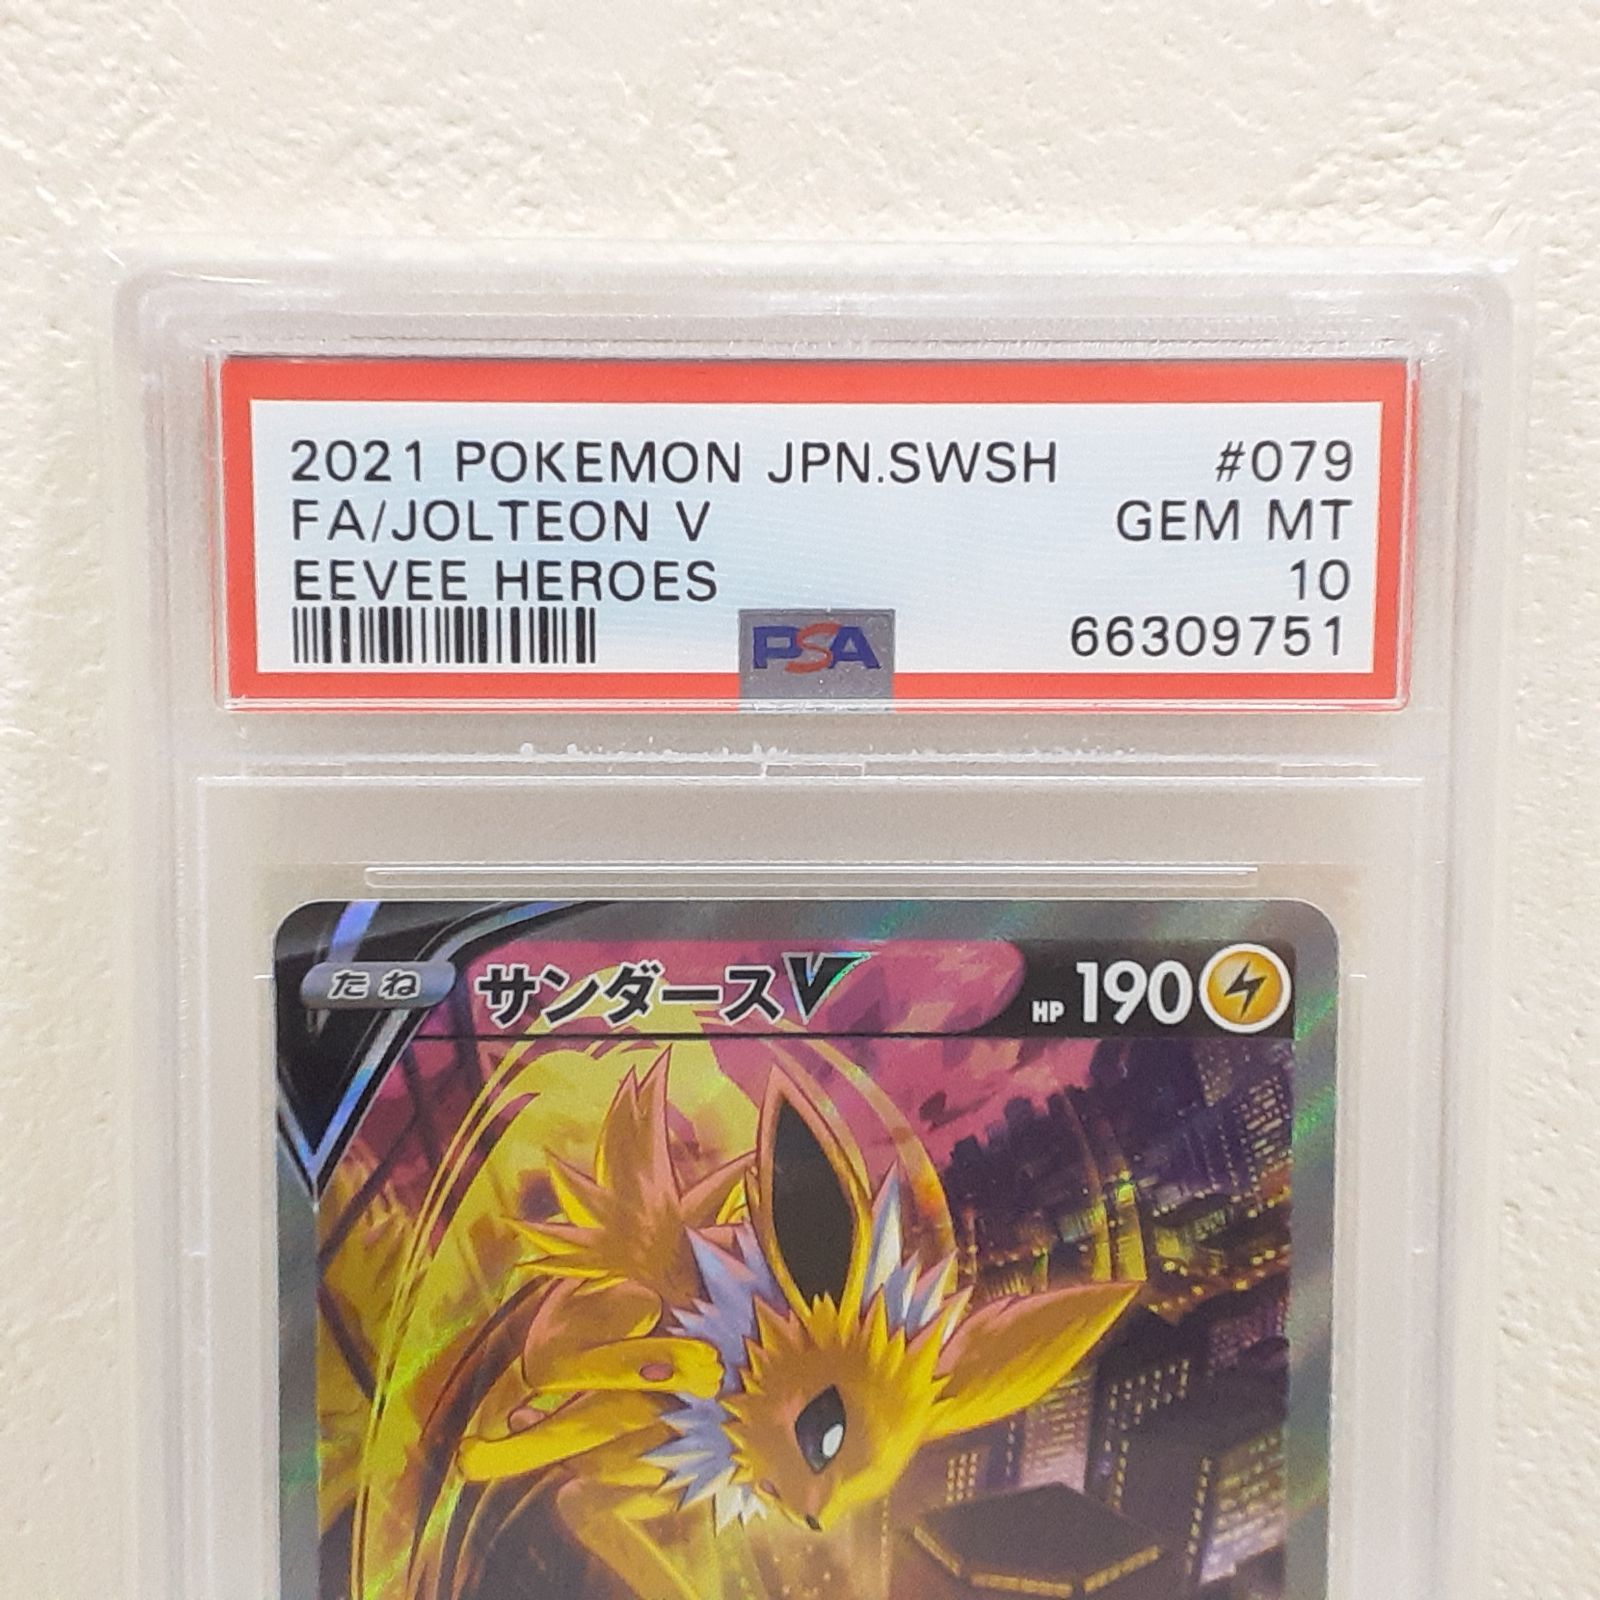 2021 POKEMON JPN.SWSH #079
FA/JOLTEON V GEM MT
EEVEE HEROES 10
PSA 66309751
たね サンダースV HP 190